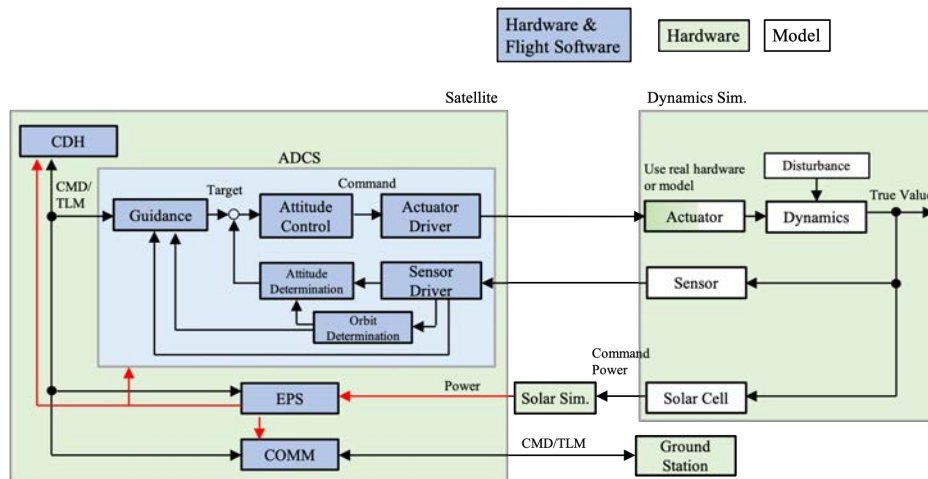 Hardware &
Flight Software
Hardware
Model
Satellite
Dynamics Sim.
CDH
ADCS
CMD/
TLM
Target
Command
Guidance
Attitude
Control
Actuator
Driver
Use real hardware
or model
Disturbance
Actuator
Dynamics
True Value
Attitude
Determination
Sensor
Driver
Sensor
Orbit
Determination
Command
Power
EPS
Power
Solar Sim.
Solar Cell
COMM
CMD/TLM
Ground
Station